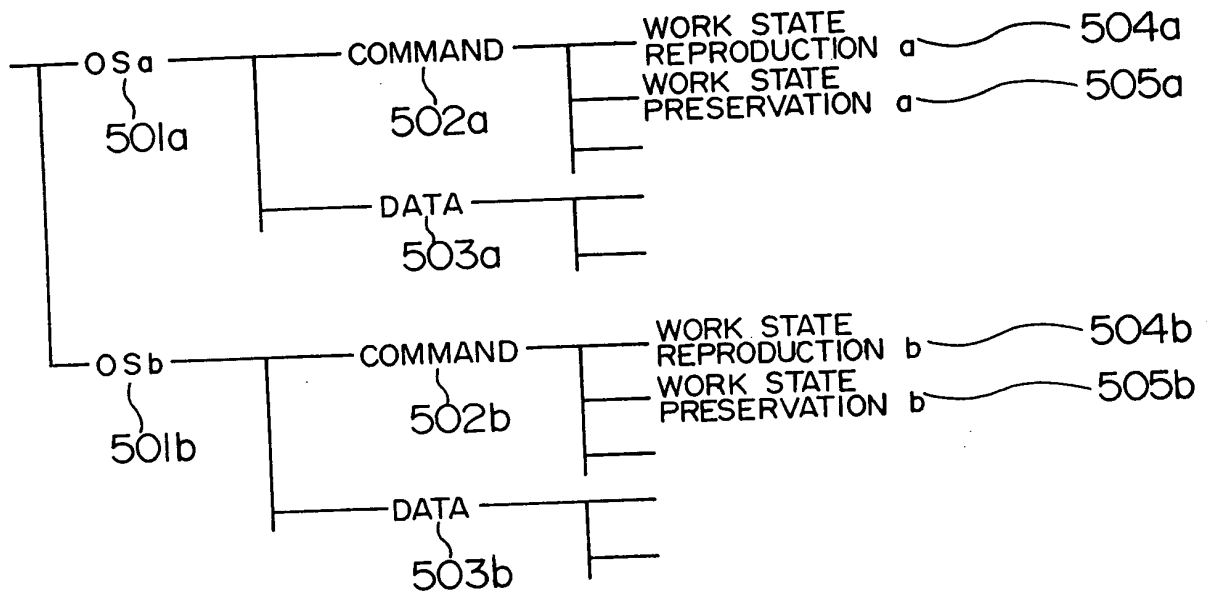 OSa
COMMAND
WORK STATE
REPRODUCTION a
504a
WORK STATE
PRESERVATION a
505a
501a
502a
DATA
503a
OSb
COMMAND
WORK STATE
REPRODUCTION b
504b
WORK STATE
PRESERVATION b
505b
501b
502b
DATA
503b